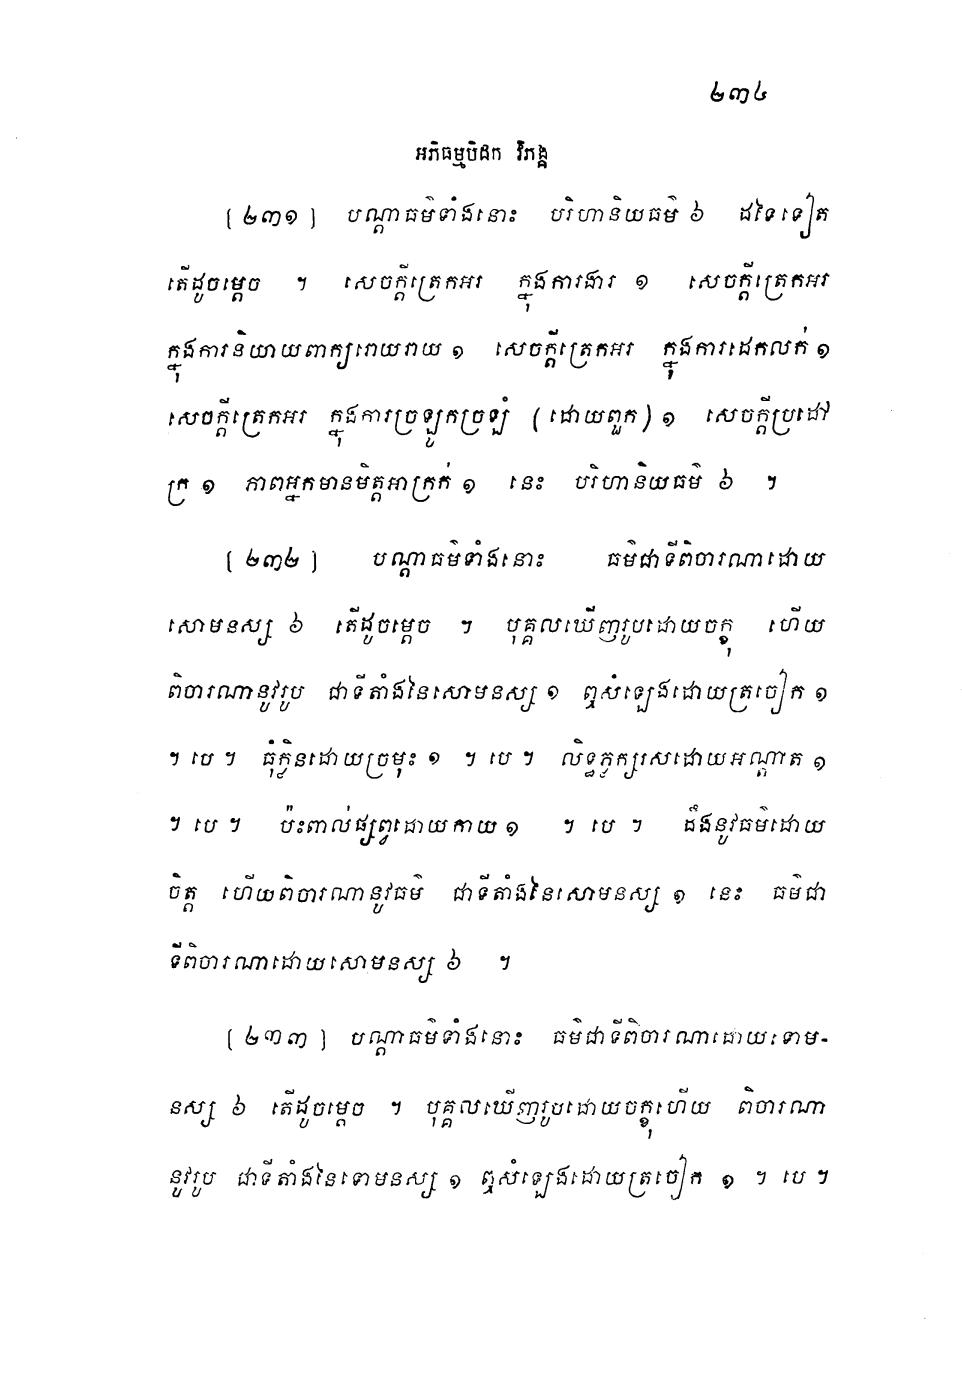 ២៣៤
អភិធម្មបិដក វិភង្គ
[២៣១] បណ្ដាធម៌ទាំងនោះ បរិហានិយធម៌ ៦ ដទៃទៀត
តើដូចម្ដេច ។ សេចក្ដីត្រេកអរ ក្នុងការងារ ១ សេចក្ដីត្រេកអរ
ក្នុងការនិយាយពាក្យរោយរាយ ១ សេចក្ដីត្រេកអរ ក្នុងការដេកលក់ ១
សេចក្ដីត្រេកអរ ក្នុងការច្រឡូកច្រឡំ (ដោយពួក) ១ សេចក្ដីប្រដៅ
ក្រ ១ ភាពអ្នកមានមិត្តអាក្រក់ ១ នេះ បរិហានិយធម៌ ៦ ។
[២៣២] បណ្ដាធម៌ទាំងនោះ ធម៌ជាទីពិចារណាដោយ
សោមនស្ស ៦ តើដូចម្ដេច ។ បុគ្គលឃើញរូបដោយចក្ខុ ហើយ
ពិចារណានូវរូប ជាទីតាំងនៃសោមនស្ស ១ ឮសំឡេងដោយត្រចៀក ១
។ បេ ។ ធុំក្លិនដោយច្រមុះ ១ ។ បេ ។ លិទ្ធភ្លក្សរសដោយអណ្ដាត ១
។ បេ ។ ប៉ះពាល់ផ្សព្វដោយកាយ ១ ។ បេ ។ ដឹងនូវធម៌ដោយ
ចិត្ត ហើយពិចារណានូវធម៌ ជាទីតាំងនៃសោមនស្ស ១ នេះ ធម៌ជា
ទីពិចារណាដោយសោមនស្ស ៦ ។
[២៣៣] បណ្ដាធម៌ទាំងនោះ ធម៌ជាទីពិចារណាដោយទោម-
នស្ស ៦ តើដូចម្ដេច ។ បុគ្គលឃើញរូបដោយចក្ខុហើយ ពិចារណា
នូវរូប ជាទីតាំងនៃទោមនស្ស ១ ឮសំឡេងដោយត្រចៀក ១ ។ បេ ។